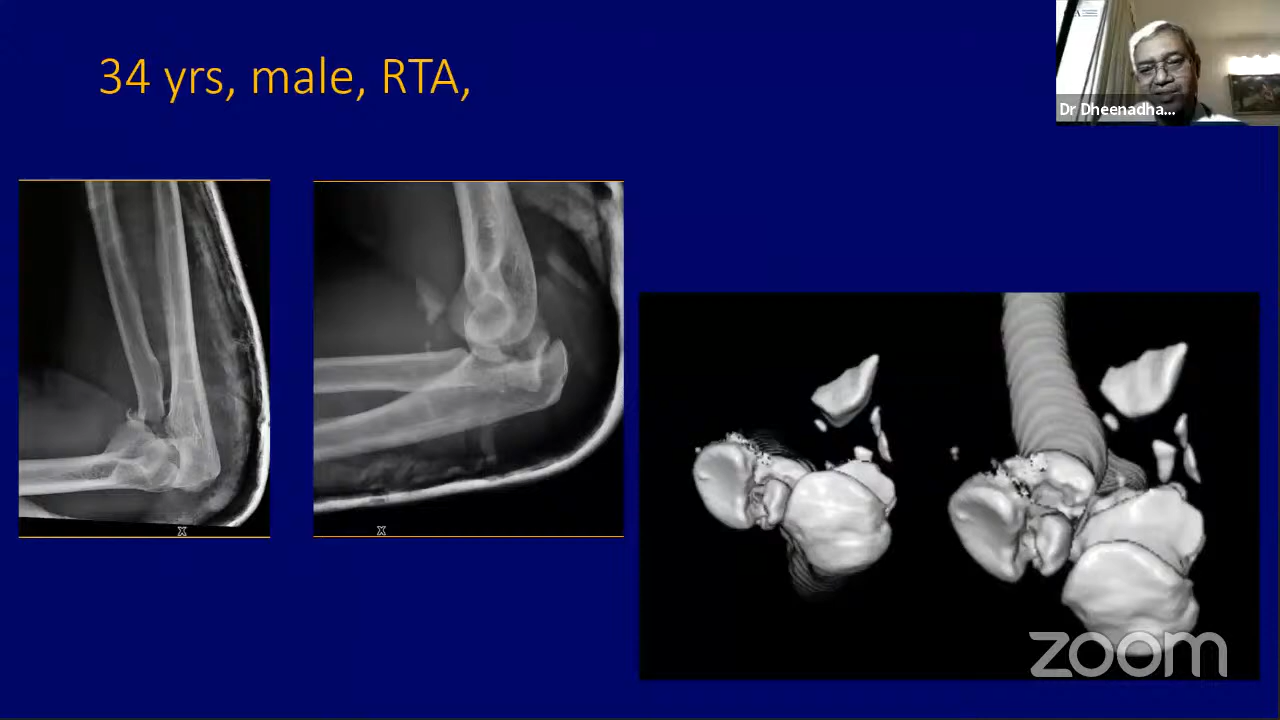 34 yrs, male, RTA,
Dr Dheenadha...
X
X
zoom